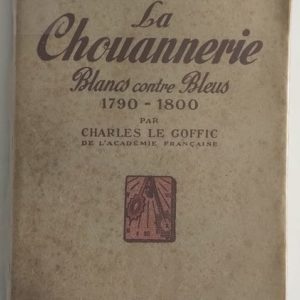 La
Chouannerie
Blancs contre Bleus
1790 - 1800
PAR
CHARLES LE GOFFIC
DE L'ACADÉMIE FRANÇAISE